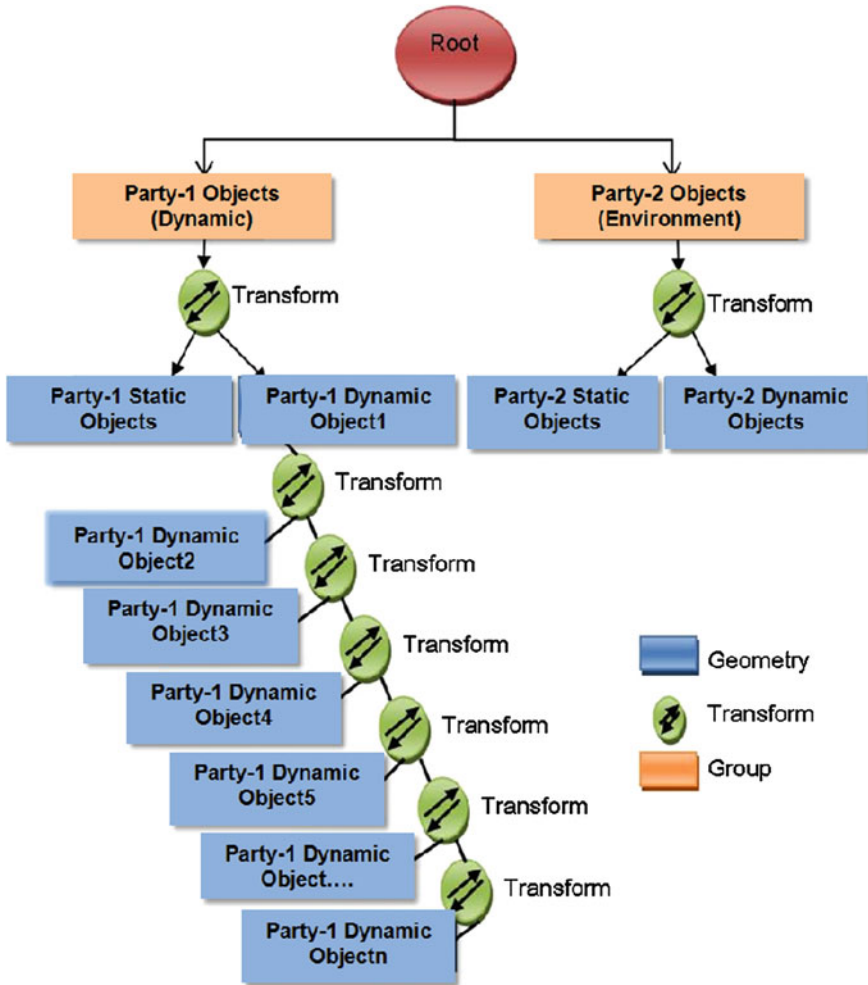 Root
Party-1 Objects
(Dynamic)
Party-2 Objects
(Environment)
Transform
Transform
Party-1 Static
Objects
Party-1 Dynamic
Object1
Party-2 Static
Objects
Party-2 Dynamic
Objects
Transform
Party-1 Dynamic
Object2
Transform
Party-1 Dynamic
Object3
Transform
Party-1 Dynamic
Object4
Transform
Party-1 Dynamic
Object5
Transform
Party-1 Dynamic
Object....
Transform
Party-1 Dynamic
Objectn
Geometry
Transform
Group